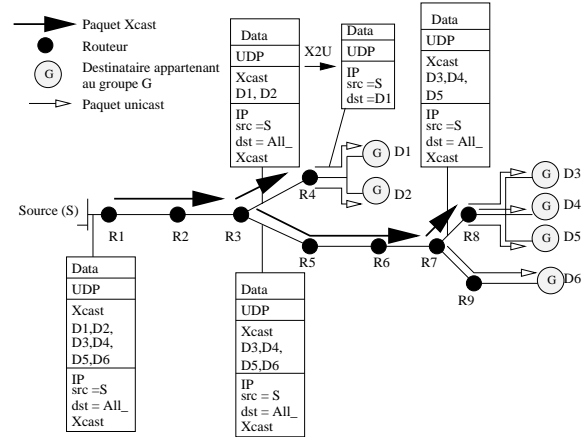 Paquet Xcast
Routeur
G
Destinataire appartenant
au groupe G
Paquet unicast
Data
UDP
Xcast
D1, D2
IP
src =S
dst = All_
Xcast
X2U
Data
UDP
IP
src =S
dst =D1
Data
UDP
Xcast
D3,D4,
D5
IP
src =S
dst = All_
Xcast
G
D1
G
D2
R4
G
D3
G
D4
G
D5
Source (S)
R1
R2
R3
R5
R6
R7
R8
R9
G
D6
Data
UDP
Xcast
D1,D2,
D3,D4,
D5,D6
IP
src =S
dst = All_
Xcast
Data
UDP
Xcast
D3,D4,
D5,D6
IP
src =S
dst = All_
Xcast